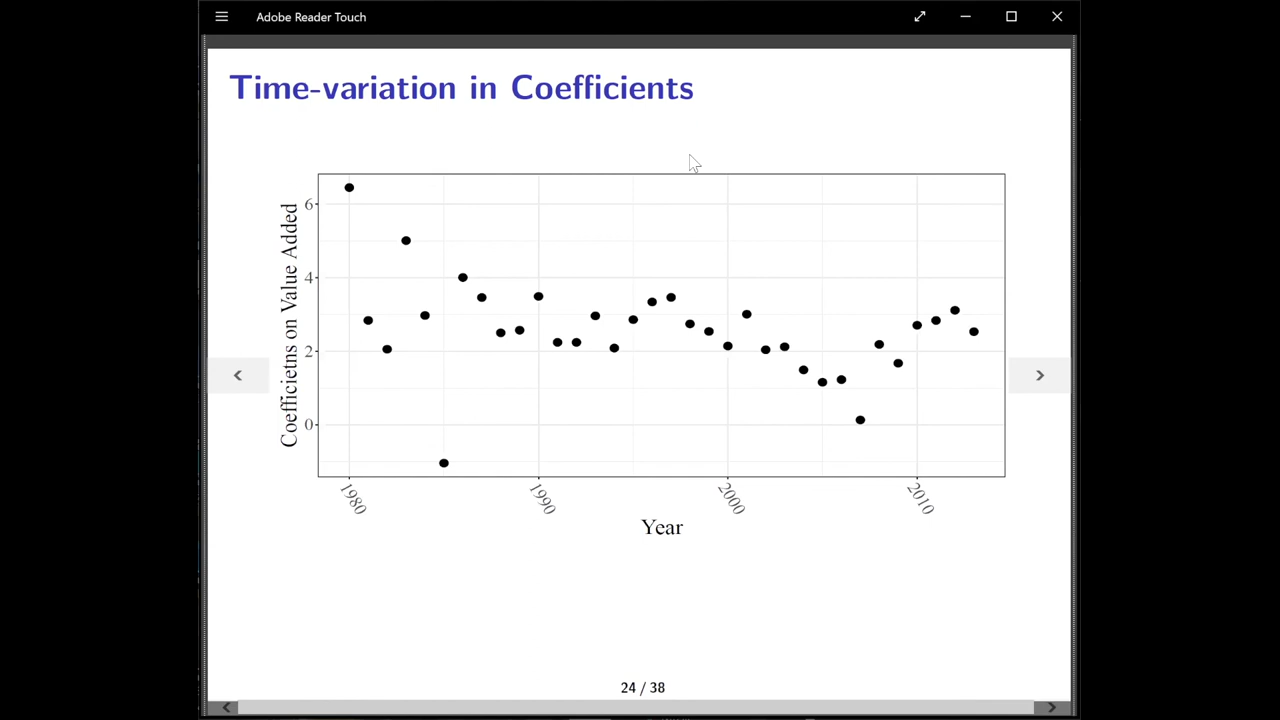 Adobe Reader Touch
Time-variation in Coefficients
Coefficietns on Value Added
6
4
2
0
1980
1990
2000
2010
Year
24 / 38